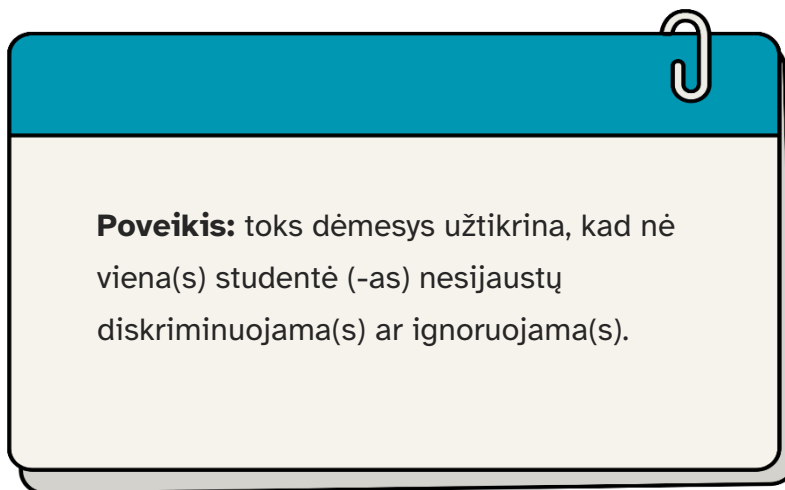 Poveikis: toks dėmesys užtikrina, kad nė
viena(s) studentė (-as) nesijaustų
diskriminuojama(s) ar ignoruojama(s).